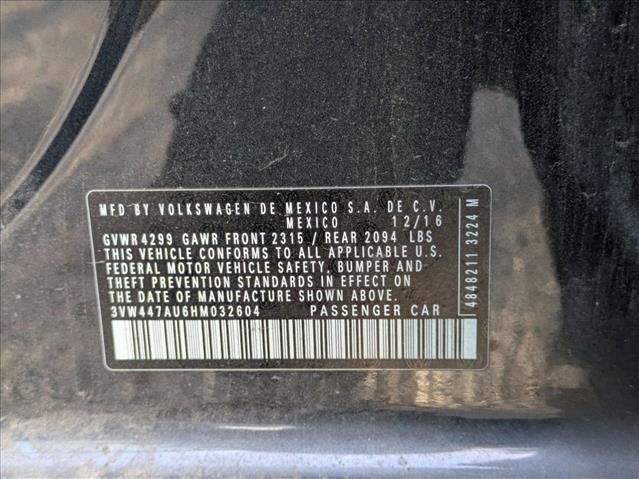 MFD BY VOLKSWAGEN DE MEXICO S.A. DE C.V.
MEXICO 12/16
GVWR 4299 GAWR FRONT 2315 / REAR 2094 LBS
THIS VEHICLE CONFORMS TO ALL APPLICABLE U.S.
FEDERAL MOTOR VEHICLE SAFETY, BUMPER AND
THEFT PREVENTION STANDARDS IN EFFECT ON
THE DATE OF MANUFACTURE SHOWN ABOVE.
3VW447AU6HM032604 PASSENGER CAR
4848211 3224 M